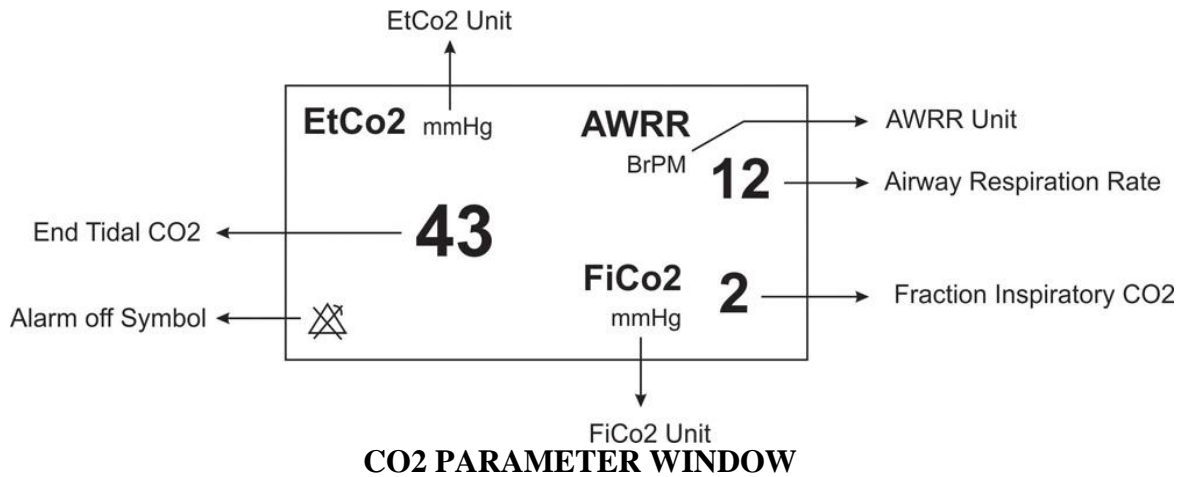 EtCo2 Unit
EtCo2 mmHg
AWRR
BrPM
12
AWRR Unit
Airway Respiration Rate
End Tidal CO2
43
FiCo2
mmHg
2
Fraction Inspiratory CO2
Alarm off Symbol
FiCo2 Unit
CO2 PARAMETER WINDOW